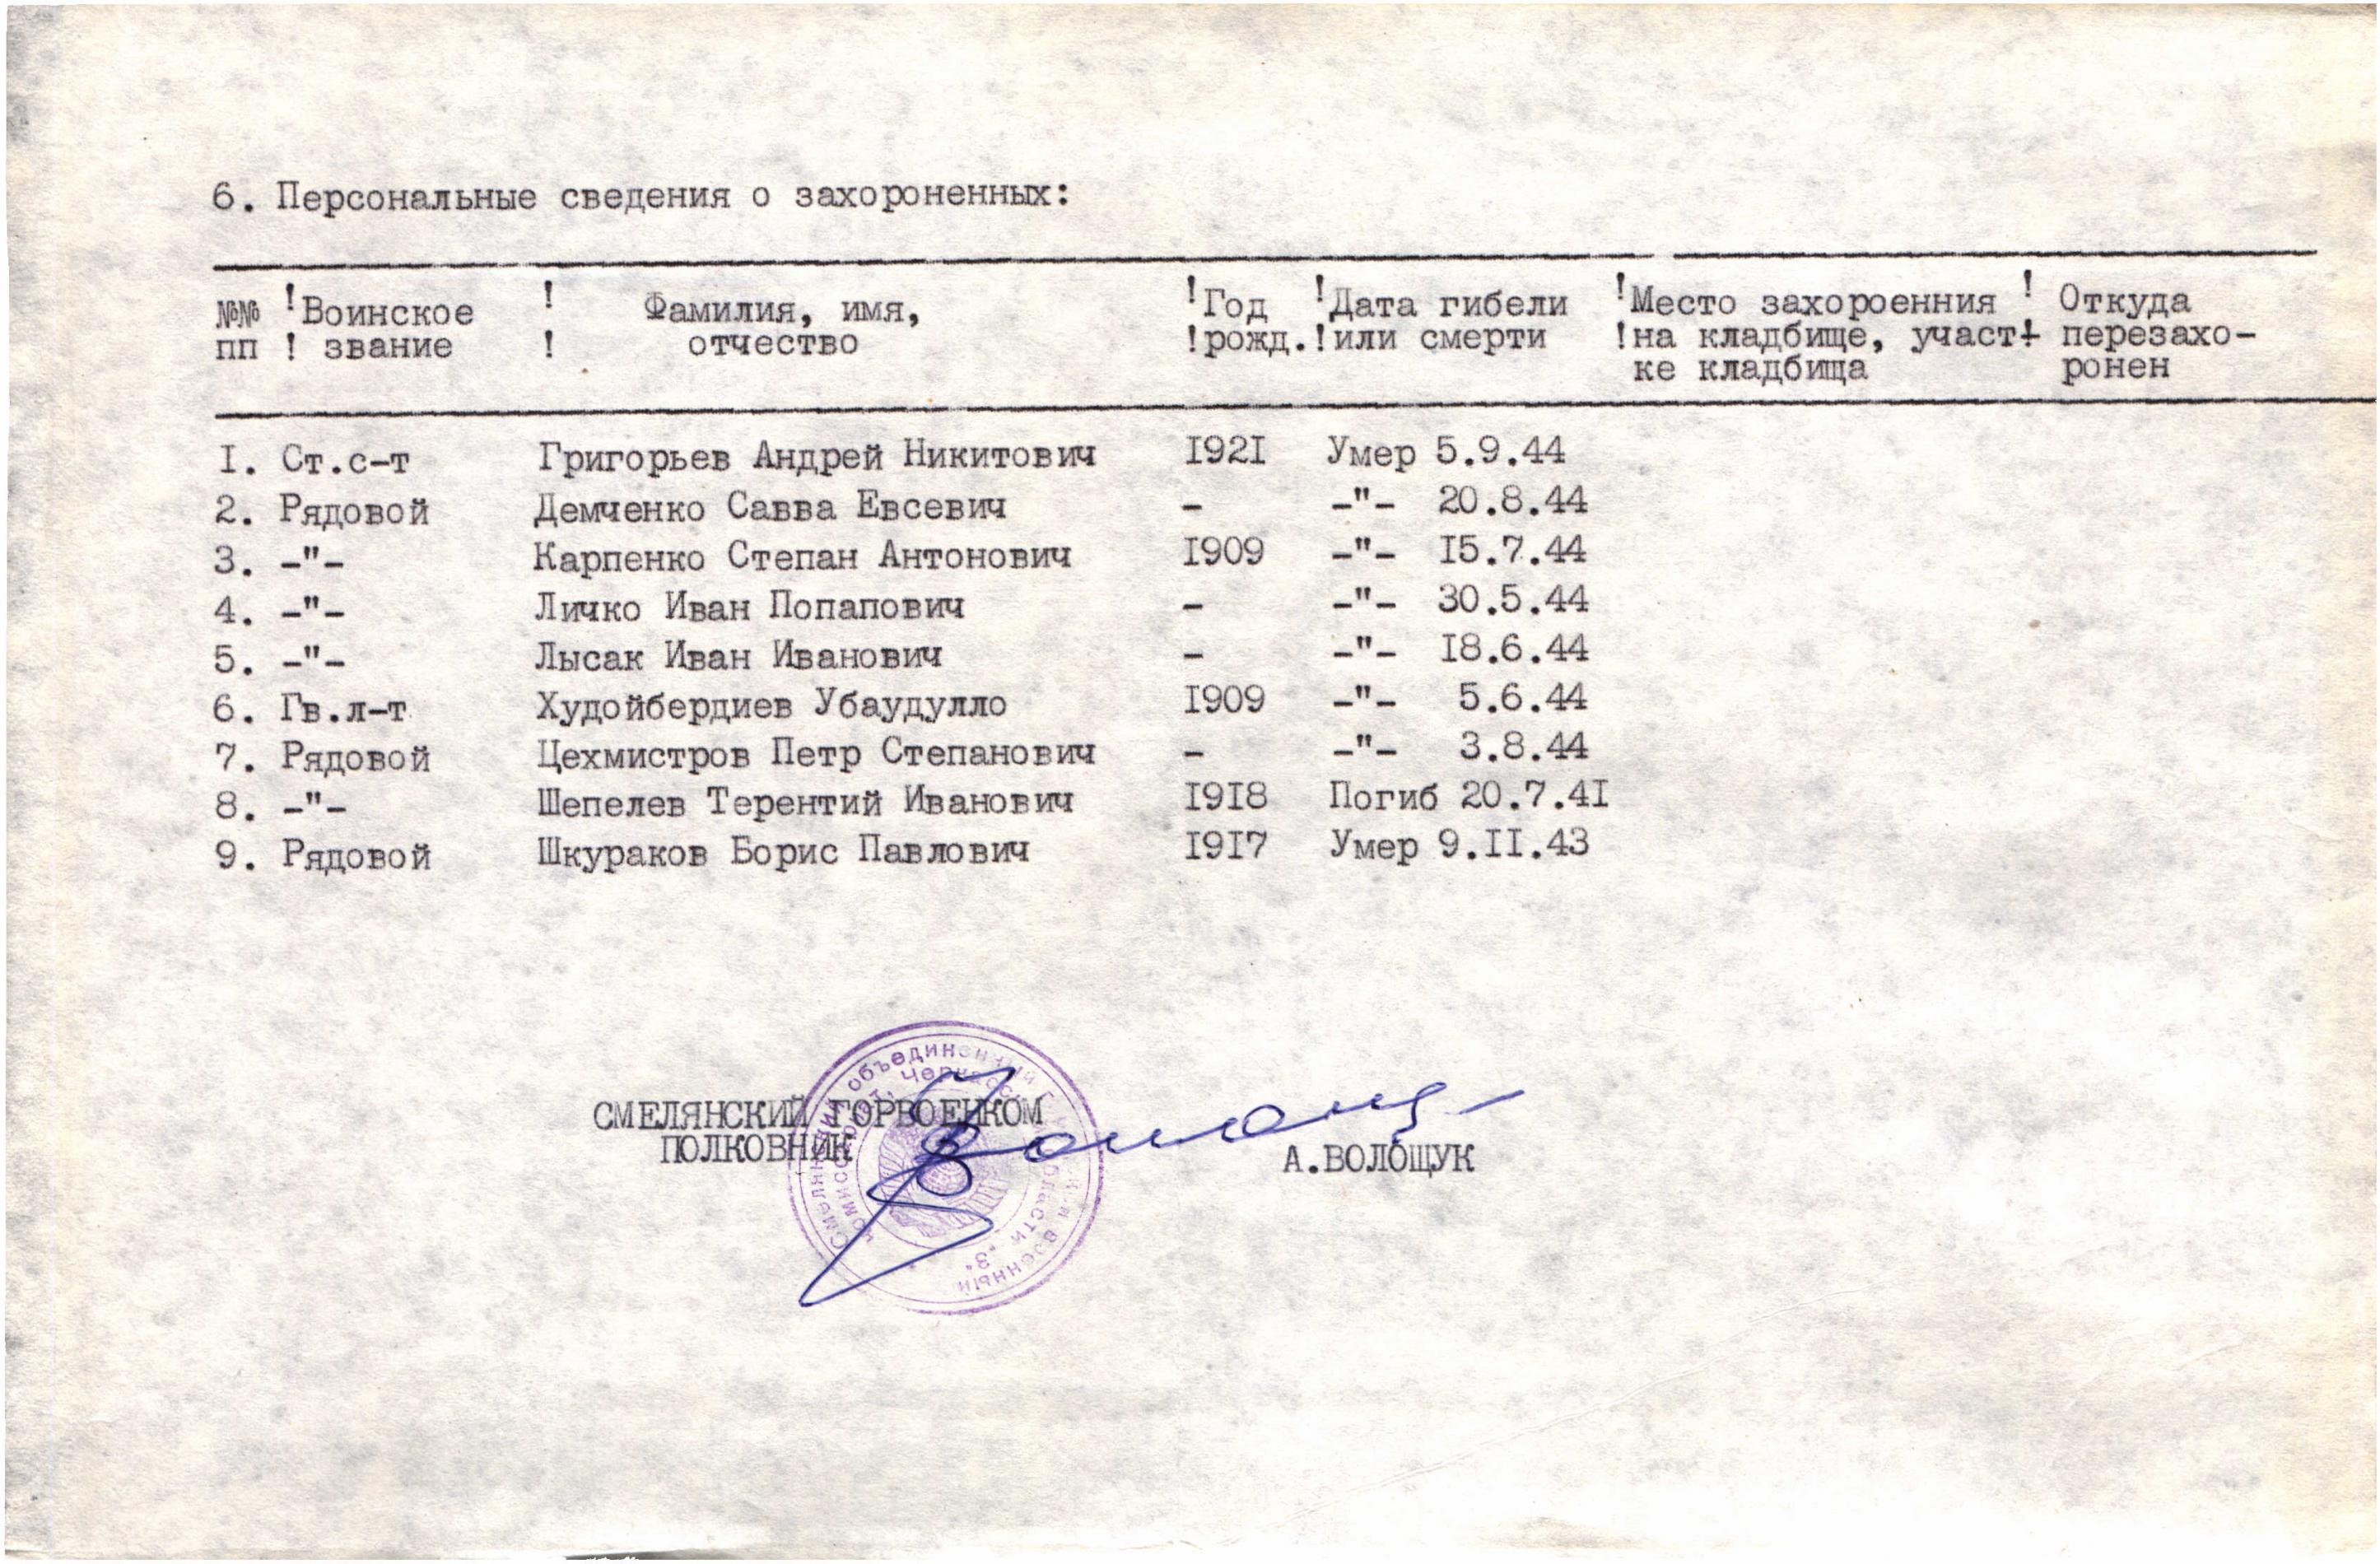 6. Персональные сведения о захороненных:
№№ ! Воинское ! Фамилия, имя, ! Год ! Дата гибели ! Место захороенния ! Откуда
пп ! звание ! отчество ! рожд. ! или смерти ! на кладбище, участ- ! перезахо-
ке кладбища ронен
I. Ст.с-т Григорьев Андрей Никитович I92I Умер 5.9.44
2. Рядовой Демченко Савва Евсевич - -"- 20.8.44
3. -"- Карпенко Степан Антонович I909 -"- I5.7.44
4. -"- Личко Иван Попапович - -"- 30.5.44
5. -"- Лысак Иван Иванович - -"- I8.6.44
6. Гв.л-т Худойбердиев Убаудулло I909 -"- 5.6.44
7. Рядовой Цехмистров Петр Степанович - -"- 3.8.44
8. -"- Шепелев Терентий Иванович I9I8 Погиб 20.7.4I
9. Рядовой Шкураков Борис Павлович I9I7 Умер 9.II.43
СМЕЛЯНСКИЙ ГОРВОЕНКОМ
ПОЛКОВНИК А.ВОЛОЩУК
Смелянский объединенный военный
области